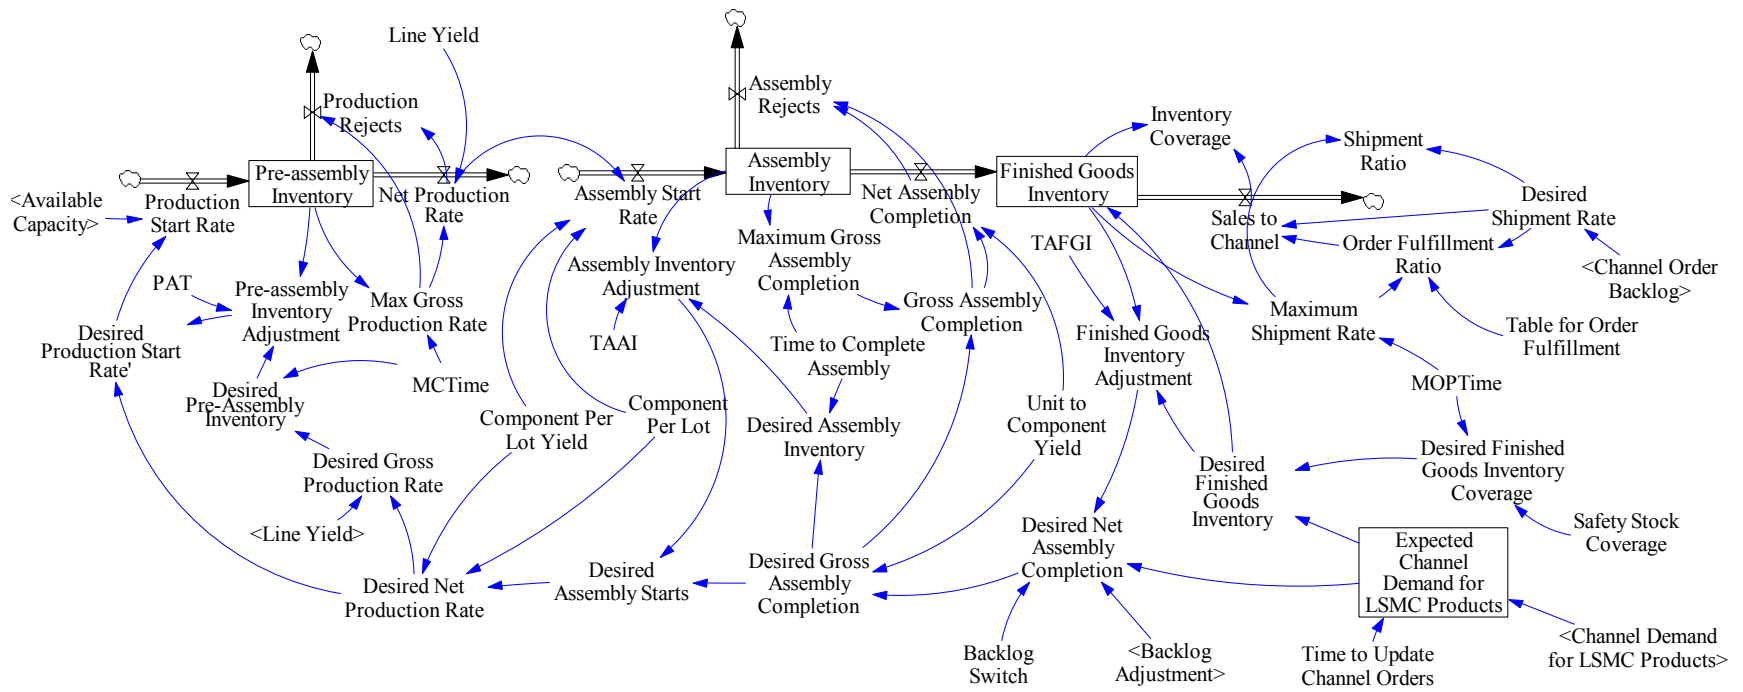 Line Yield
Production
Rejects
Assembly
Rejects
Inventory
Coverage
Shipment
Ratio
Pre-assembly
Inventory
Assembly
Inventory
Finished Goods
Inventory
<Available
Capacity>
Production
Start Rate
Net Production
Rate
Assembly Start
Rate
Net Assembly
Completion
Sales to
Channel
Desired
Shipment Rate
Order Fulfillment
Ratio
<Channel Order
Backlog>
PAT
Pre-assembly
Inventory
Adjustment
Max Gross
Production Rate
Assembly Inventory
Adjustment
Maximum Gross
Assembly
Completion
Gross Assembly
Completion
TAFGI
Finished Goods
Inventory
Adjustment
Maximum
Shipment Rate
Table for Order
Fulfillment
Desired
Production Start
Rate'
TAAI
Time to Complete
Assembly
MCTime
MOPTime
Desired
Pre-Assembly
Inventory
Component Per
Lot Yield
Component
Per Lot
Desired Assembly
Inventory
Unit to
Component
Yield
Desired Gross
Production Rate
Desired
Finished
Goods
Inventory
Desired Finished
Goods Inventory
Coverage
<Line Yield>
Safety Stock
Coverage
Desired Net
Production Rate
Desired
Assembly Starts
Desired Gross
Assembly
Completion
Desired Net
Assembly
Completion
Expected
Channel
Demand for
LSMC Products
Backlog
Switch
<Backlog
Adjustment>
Time to Update
Channel Orders
<Channel Demand
for LSMC Products>